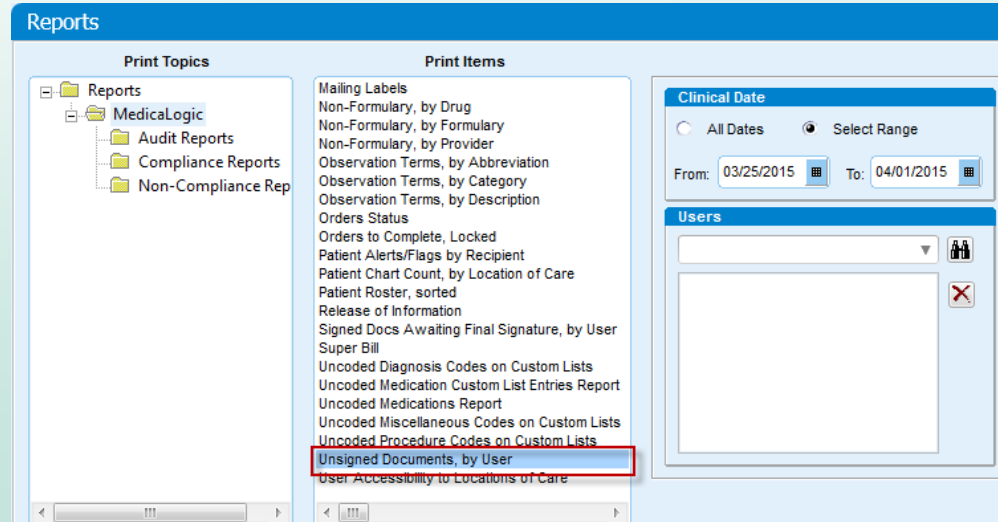 Reports
Print Topics
Reports
MedicaLogic
Audit Reports
Compliance Reports
Non-Compliance Rep
Print Items
Mailing Labels
Non-Formulary, by Drug
Non-Formulary, by Formulary
Non-Formulary, by Provider
Observation Terms, by Abbreviation
Observation Terms, by Category
Observation Terms, by Description
Orders Status
Orders to Complete, Locked
Patient Alerts/Flags by Recipient
Patient Chart Count, by Location of Care
Patient Roster, sorted
Release of Information
Signed Docs Awaiting Final Signature, by User
Super Bill
Uncoded Diagnosis Codes on Custom Lists
Uncoded Medication Custom List Entries Report
Uncoded Medications Report
Uncoded Miscellaneous Codes on Custom Lists
Uncoded Procedure Codes on Custom Lists
Unsigned Documents, by User
User Accessibility to Locations of Care
Clinical Date
All Dates Select Range
From: 03/25/2015 To: 04/01/2015
Users